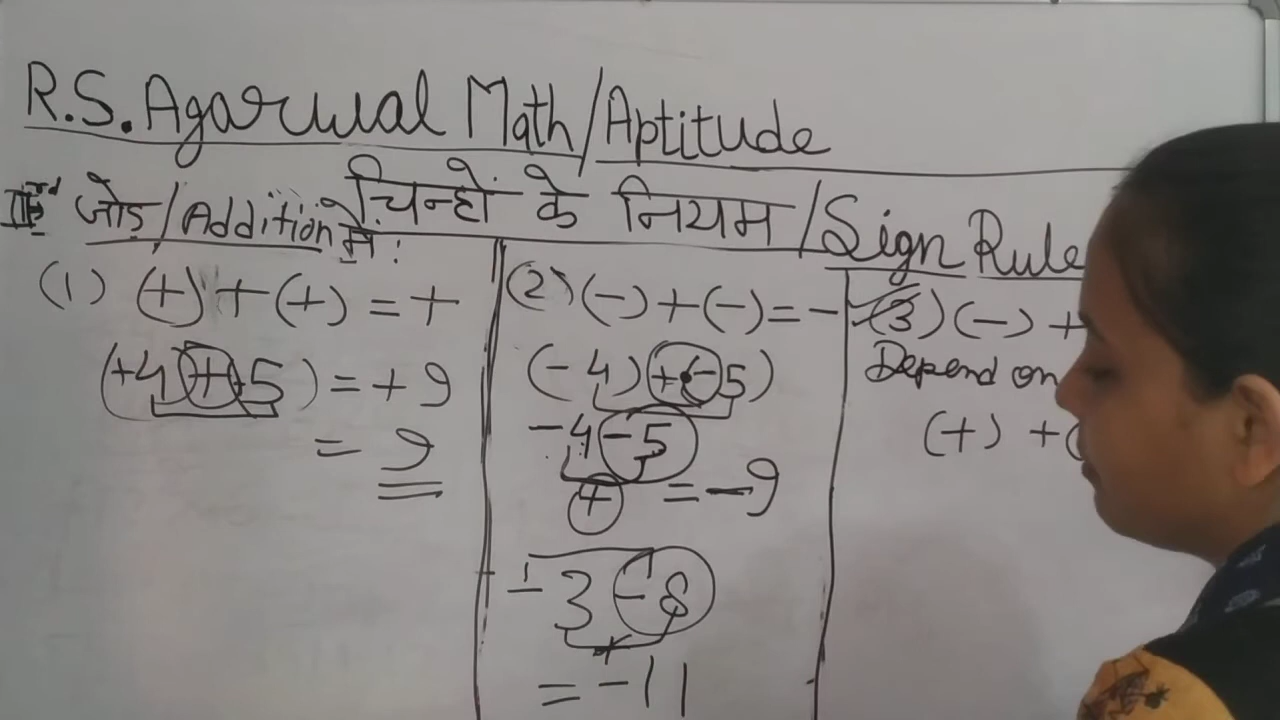 R.S. Agarwal Math/Aptitude
चिन्हों के नियम/Sign Rule
IIIrd जोड़/Addition में:
(1) (+) + (+) = +
(+4) + (+5) = +9
= 9
(2) (-) + (-) = -
(-4) + (-5)
-4 -5
+ = -9
-3 -8
+
= -11
(3) (-) +
Depend on
(+) + (